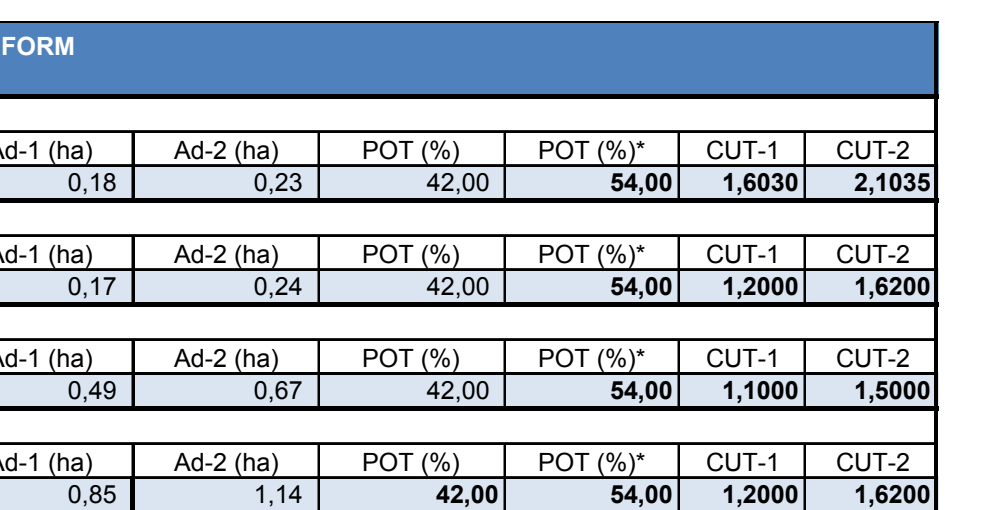 FORM
Ad-1 (ha) Ad-2 (ha) POT (%) POT (%)* CUT-1 CUT-2
0,18 0,23 42,00 54,00 1,6030 2,1035
Ad-1 (ha) Ad-2 (ha) POT (%) POT (%)* CUT-1 CUT-2
0,17 0,24 42,00 54,00 1,2000 1,6200
Ad-1 (ha) Ad-2 (ha) POT (%) POT (%)* CUT-1 CUT-2
0,49 0,67 42,00 54,00 1,1000 1,5000
Ad-1 (ha) Ad-2 (ha) POT (%) POT (%)* CUT-1 CUT-2
0,85 1,14 42,00 54,00 1,2000 1,6200